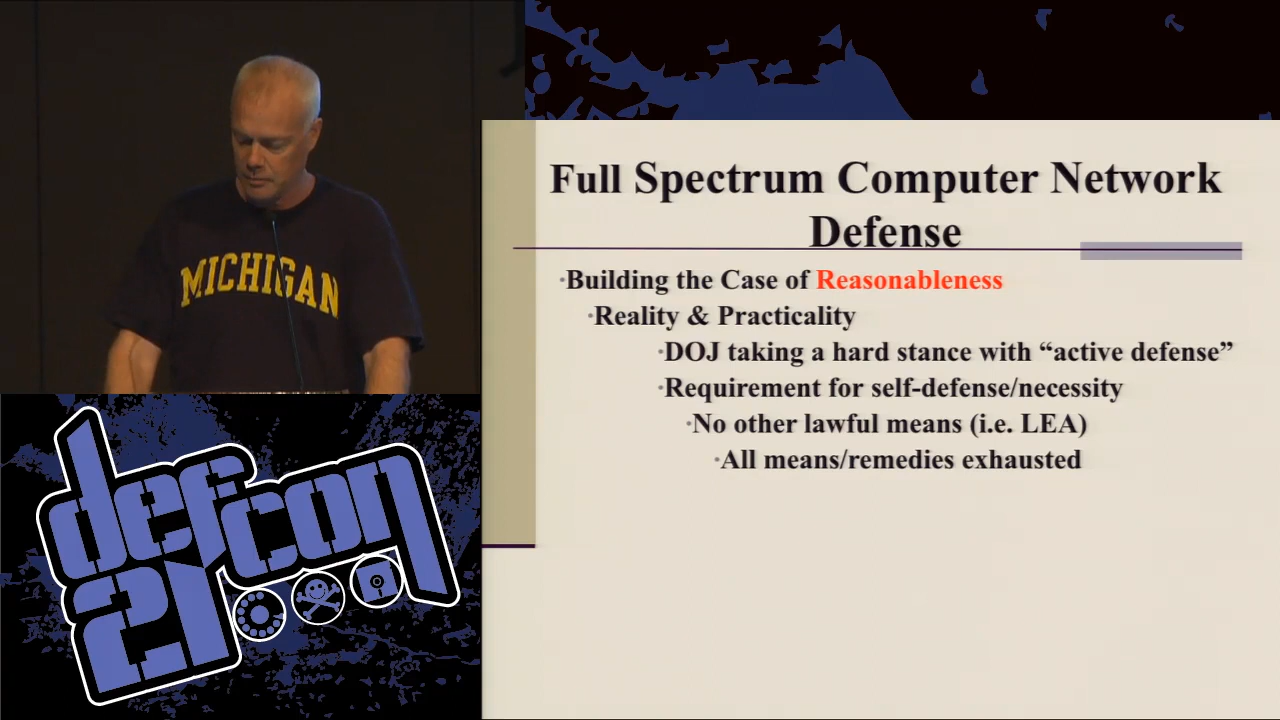 MICHIGAN
Full Spectrum Computer Network
Defense
·Building the Case of Reasonableness
·Reality & Practicality
·DOJ taking a hard stance with “active defense”
·Requirement for self-defense/necessity
·No other lawful means (i.e. LEA)
·All means/remedies exhausted
defcon
21